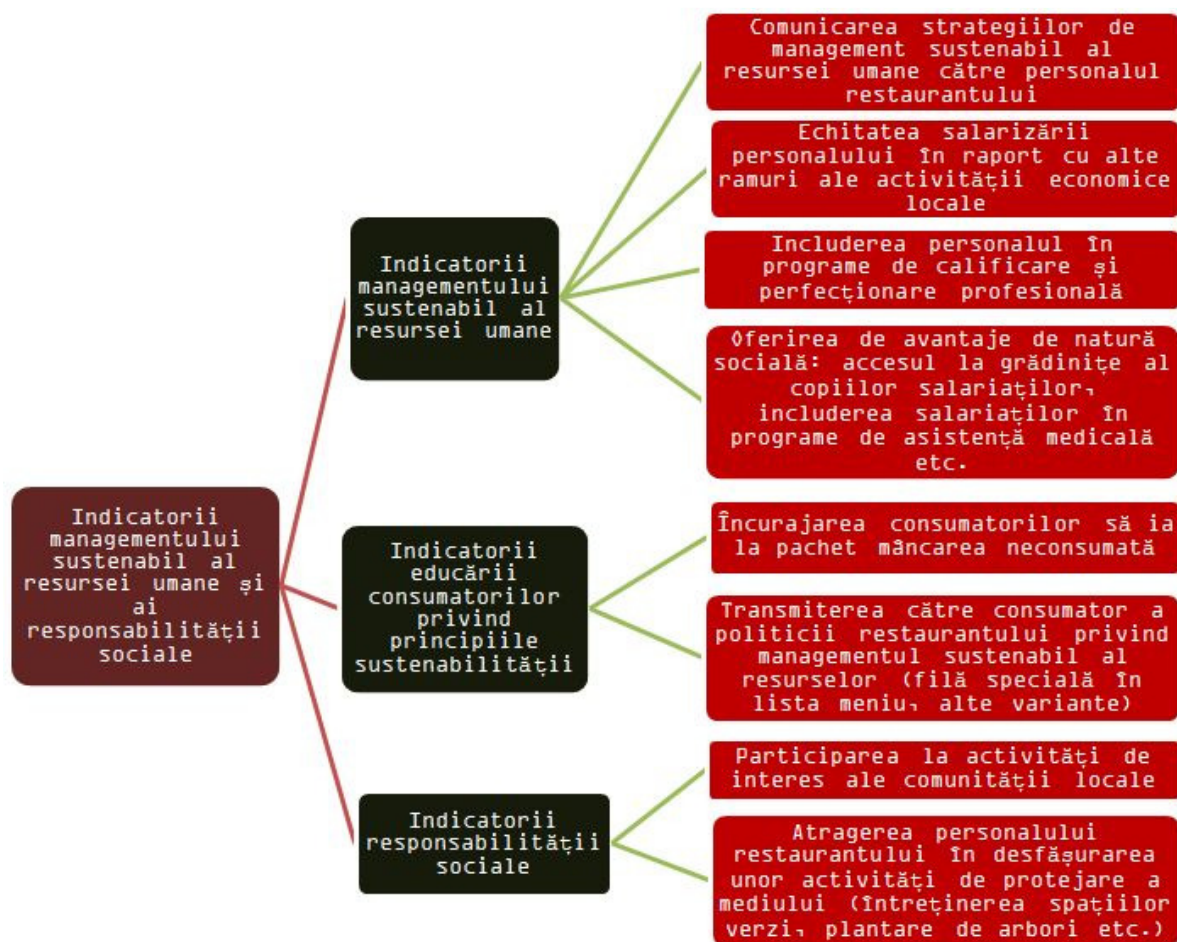 Indicatorii
managementului
sustenabil al
resursei umane și
ai
responsabilității
sociale
Indicatorii
managementului
sustenabil al
resursei umane
Comunicarea strategiilor de
management sustenabil al
resursei umane către personalul
restaurantului
Echitatea salarizării
personalului în raport cu alte
ramuri ale activității economice
locale
Includerea personalul în
programe de calificare și
perfecționare profesională
Oferirea de avantaje de natură
socială: accesul la grădinițe al
copiilor salariaților,
includerea salariaților în
programe de asistență medicală
etc.
Indicatorii
educării
consumatorilor
privind
principiile
sustenabilității
Încurajarea consumatorilor să ia
la pachet mâncarea neconsumată
Transmiterea către consumator a
politicii restaurantului privind
managementul sustenabil al
resurselor (filă specială în
lista meniu, alte variante)
Indicatorii
responsabilității
sociale
Participarea la activități de
interes ale comunității locale
Atragerea personalului
restaurantului în desfășurarea
unor activități de protejare a
mediului (întreținerea spațiilor
verzi, plantare de arbori etc.)